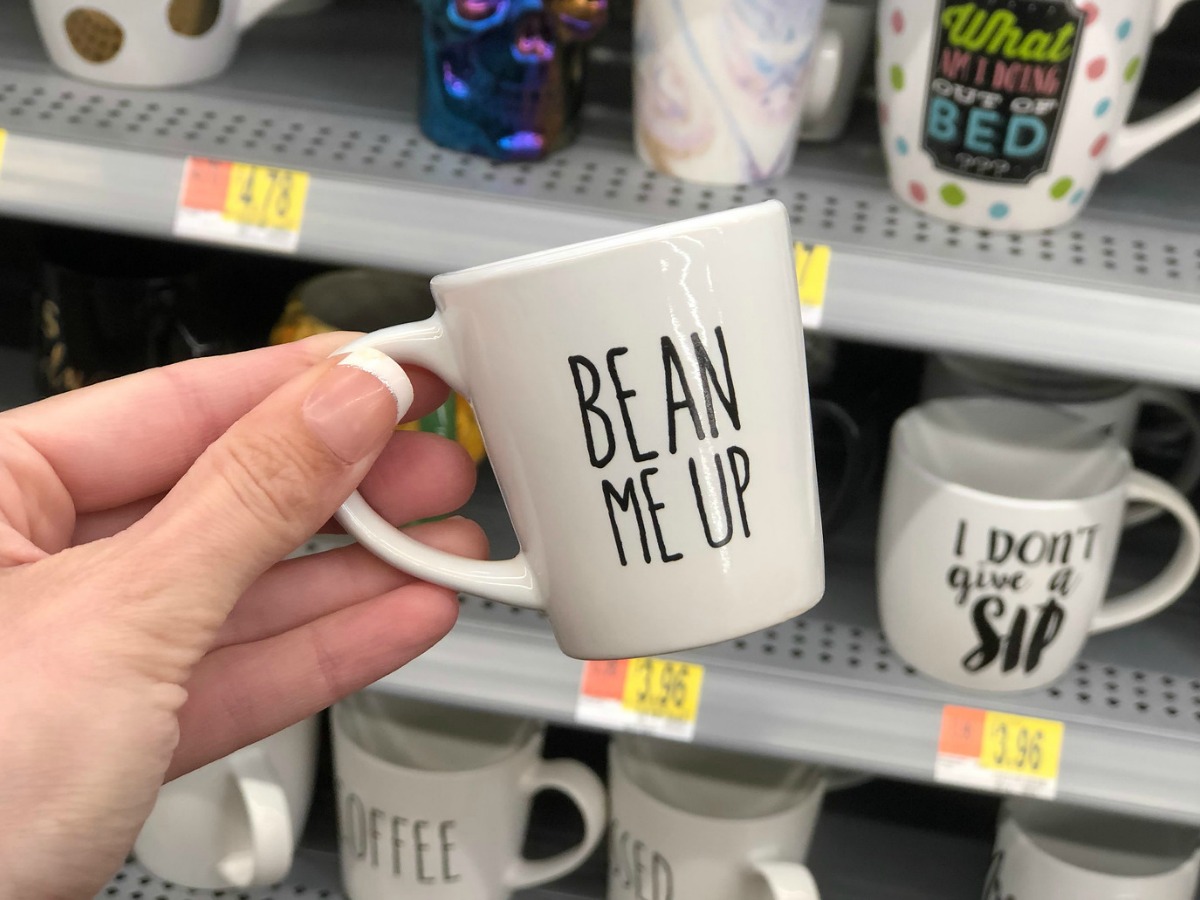 What
AM I DOING
OUT OF
BED
???
4.78
BEAN
ME UP
I DON'T
give a
SIP
3.96
3.96
OFFEE
SSED